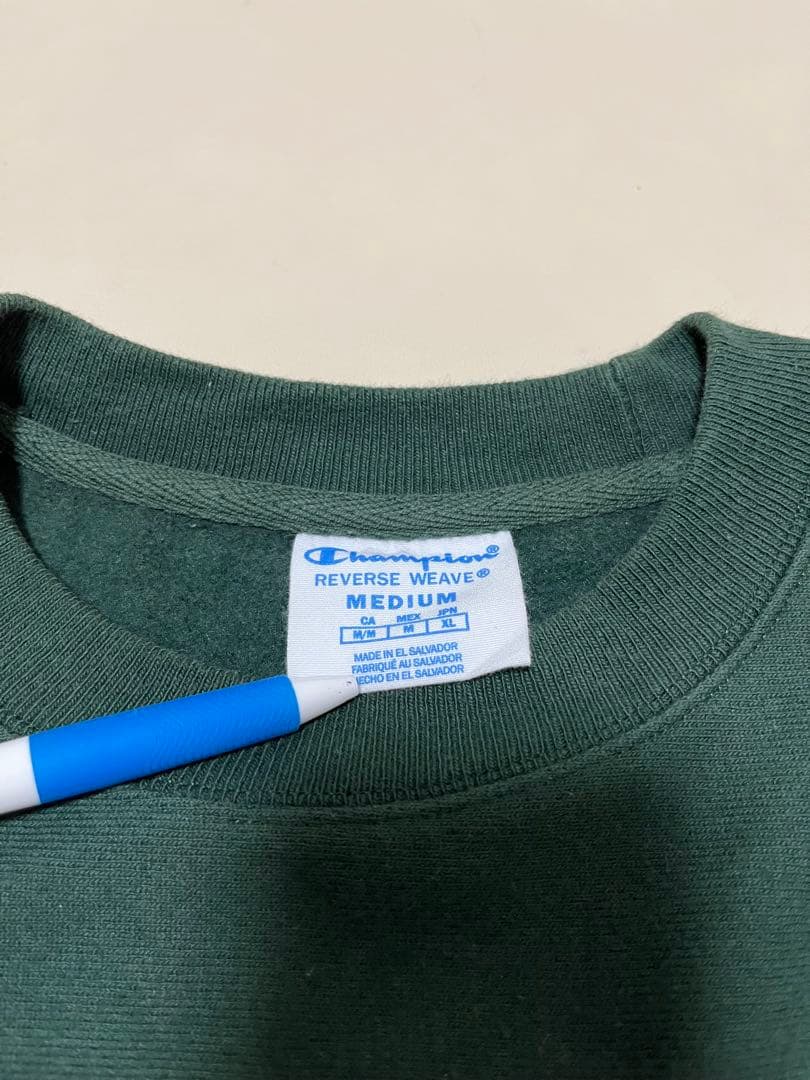 Champion®
REVERSE WEAVE®
MEDIUM
CA MEX JPN
M/M M XL
MADE IN EL SALVADOR
FABRIQUÉ AU SALVADOR
HECHO EN EL SALVADOR